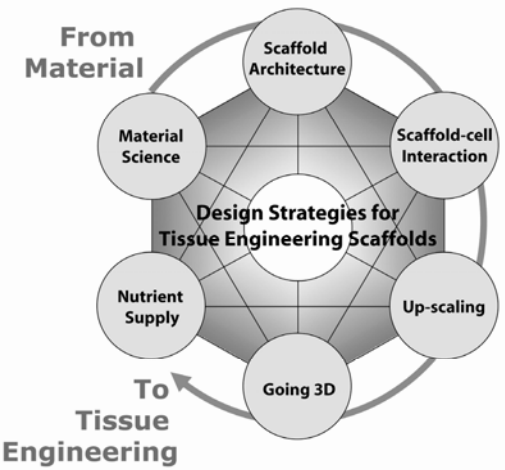 From
Material
Scaffold
Architecture
Material
Science
Scaffold-cell
Interaction
Design Strategies for
Tissue Engineering Scaffolds
Nutrient
Supply
Up-scaling
Going 3D
To
Tissue
Engineering